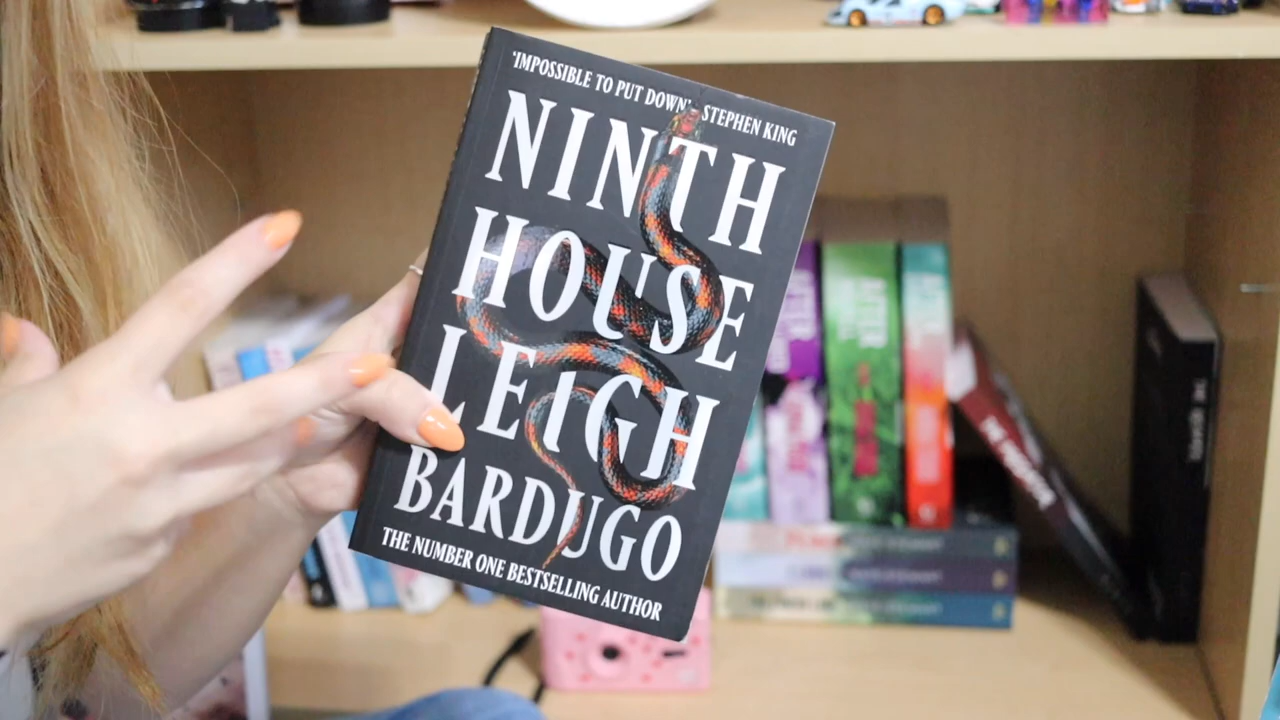 'IMPOSSIBLE TO PUT DOWN' STEPHEN KING
NINTH
HOUSE
LEIGH
BARDUGO
THE NUMBER ONE BESTSELLING AUTHOR